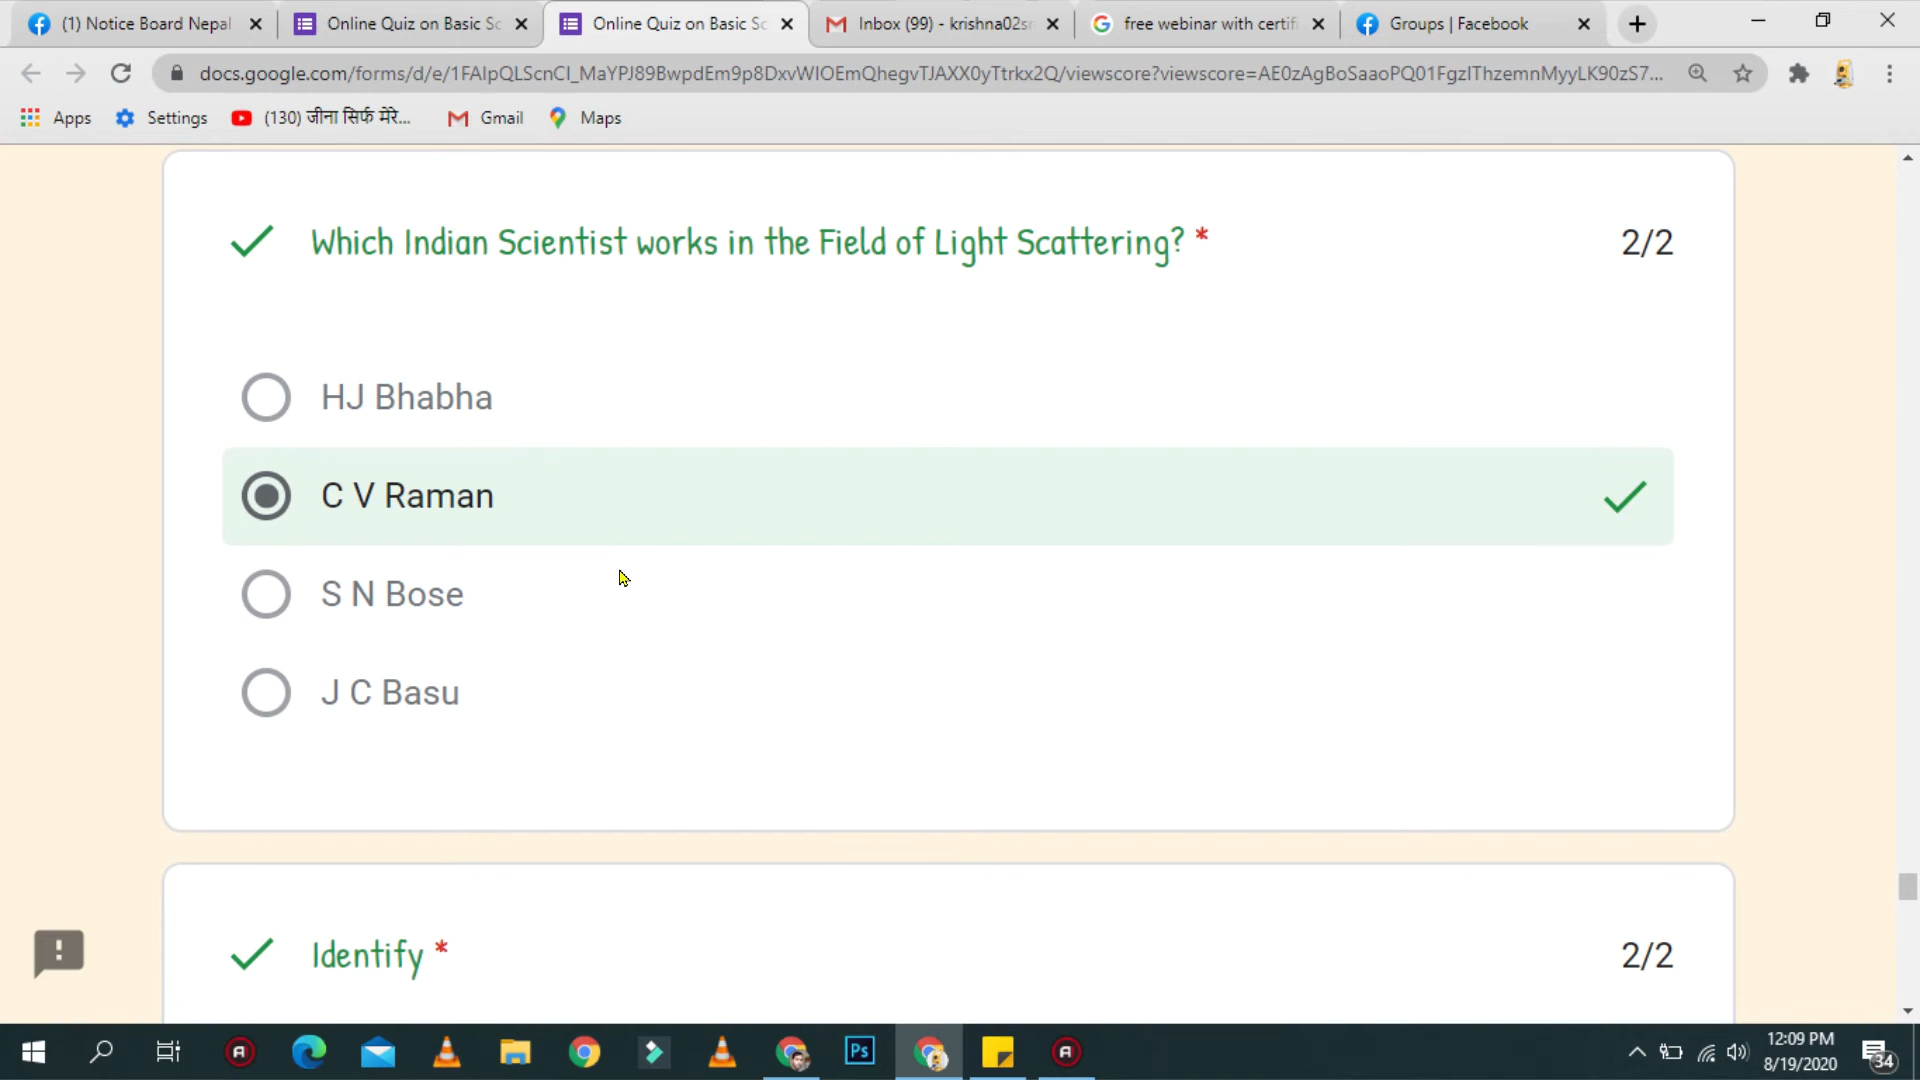 (1) Notice Board Nepal
Online Quiz on Basic Sc
Online Quiz on Basic Sc
Inbox (99) - krishna02sr
free webinar with certifi
Groups | Facebook
docs.google.com/forms/d/e/1FAIpQLScnCI_MaYPJ89BwpdEm9p8DxvWIOEmQhegvTJAXX0yTtrkx2Q/viewscore?viewscore=AE0zAgBoSaaoPQ01FgzIThzemnMyyLK90zS7...
Apps
Settings
(130) जीना सिर्फ मेरे...
Gmail
Maps
Which Indian Scientist works in the Field of Light Scattering? *
2/2
HJ Bhabha
C V Raman
S N Bose
J C Basu
Identify *
2/2
Ps
12:09 PM
8/19/2020
34